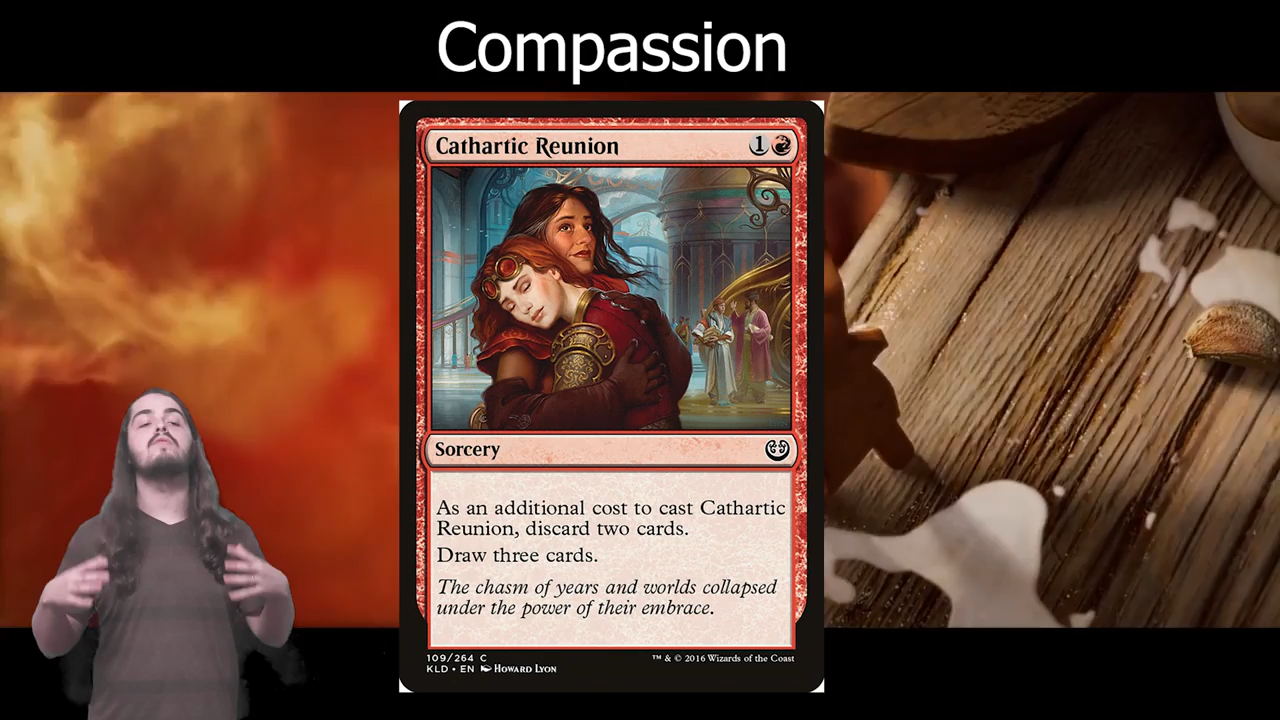 Compassion
Cathartic Reunion 1
Sorcery
As an additional cost to cast Cathartic
Reunion, discard two cards.
Draw three cards.
The chasm of years and worlds collapsed
under the power of their embrace.
109/264 C
KLD • EN Howard Lyon
™ & © 2016 Wizards of the Coast